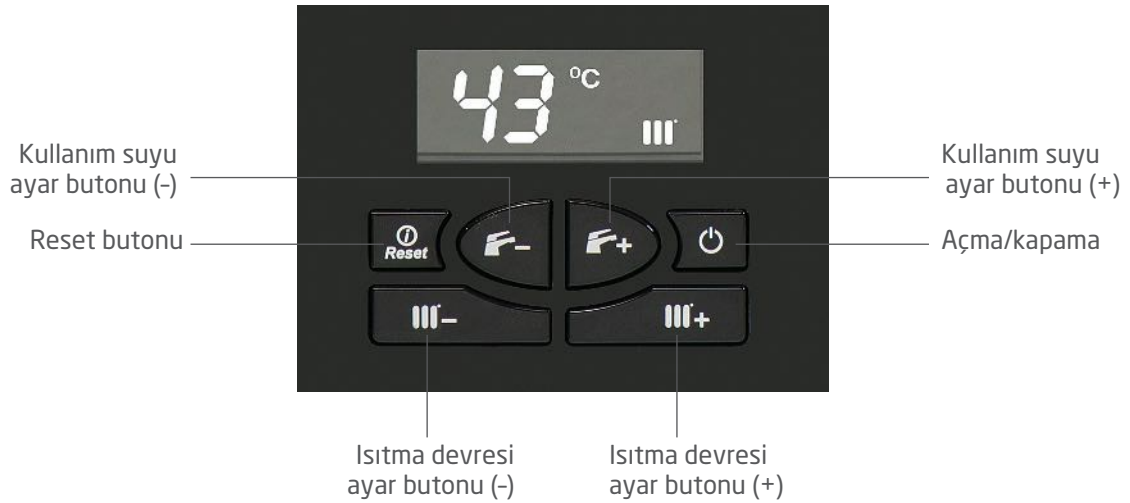 43 °C
Kullanım suyu
ayar butonu (–)
Kullanım suyu
ayar butonu (+)
Reset butonu
Reset
Açma/kapama
–
+
–
+
Isıtma devresi
ayar butonu (–)
Isıtma devresi
ayar butonu (+)